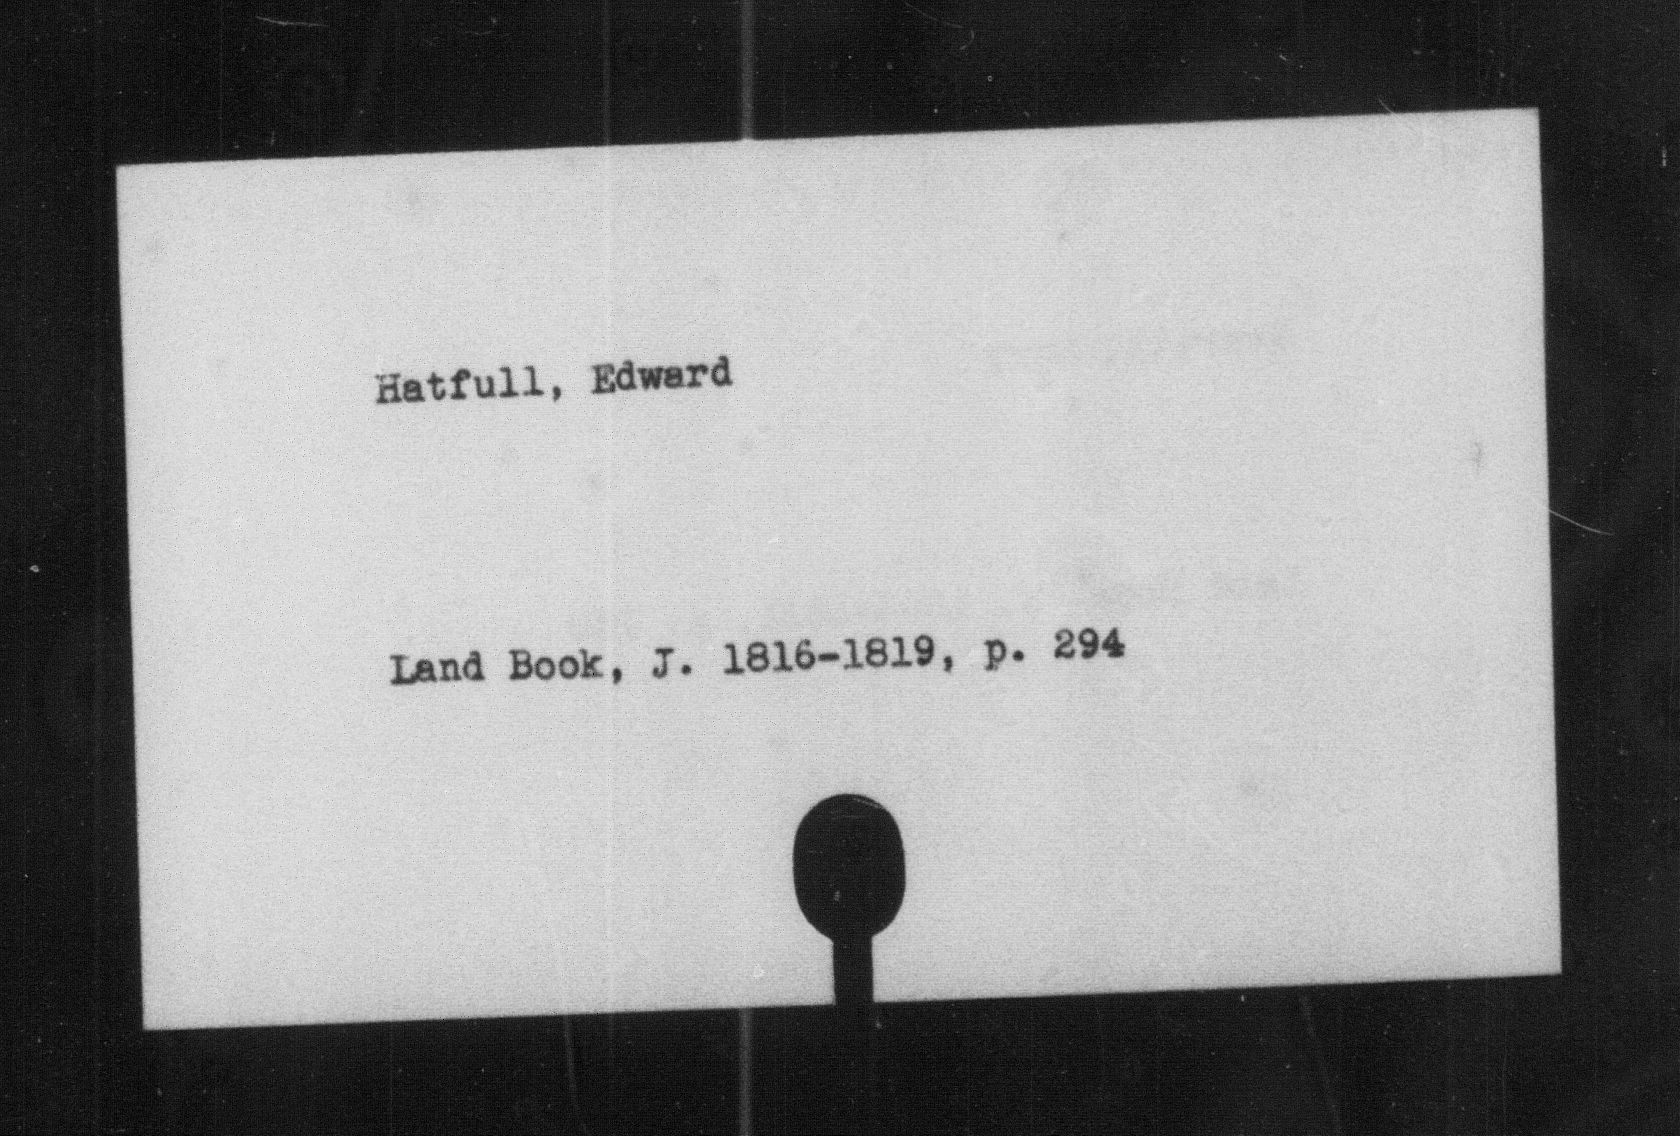 Hatfull, Edward
Land Book, J. 1816-1819, p. 294